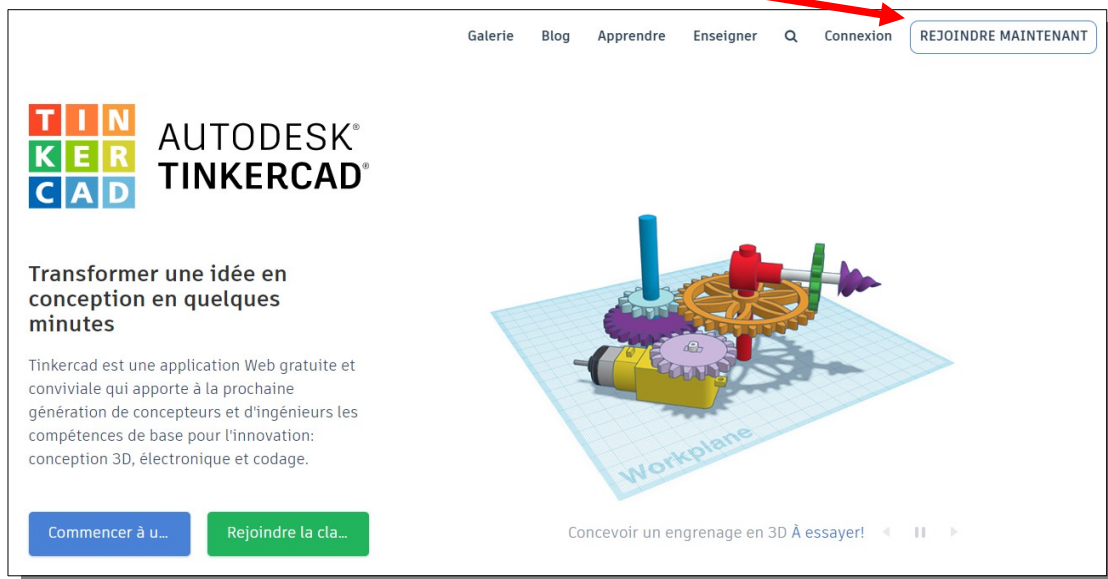 Galerie Blog Apprendre Enseigner Connexion REJOINDRE MAINTENANT
TIN
KER
CAD
AUTODESK®
TINKERCAD®
Transformer une idée en
conception en quelques
minutes
Tinkercad est une application Web gratuite et
conviviale qui apporte à la prochaine
génération de concepteurs et d'ingénieurs les
compétences de base pour l'innovation:
conception 3D, électronique et codage.
Commencer à u... Rejoindre la cla...
Workplane
Concevoir un engrenage en 3D À essayer!